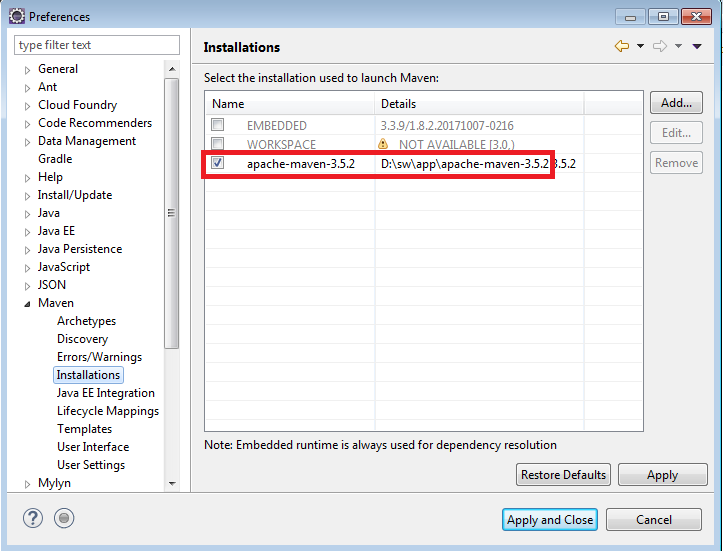 Preferences
type filter text
General
Ant
Cloud Foundry
Code Recommenders
Data Management
Gradle
Help
Install/Update
Java
Java EE
Java Persistence
JavaScript
JSON
Maven
Archetypes
Discovery
Errors/Warnings
Installations
Java EE Integration
Lifecycle Mappings
Templates
User Interface
User Settings
Mylyn
Installations
Select the installation used to launch Maven:
Name Details
EMBEDDED 3.3.9/1.8.2.20171007-0216
WORKSPACE NOT AVAILABLE [3.0,)
apache-maven-3.5.2 D:\sw\app\apache-maven-3.5.2 3.5.2
Add...
Edit...
Remove
Note: Embedded runtime is always used for dependency resolution
Restore Defaults Apply
Apply and Close Cancel